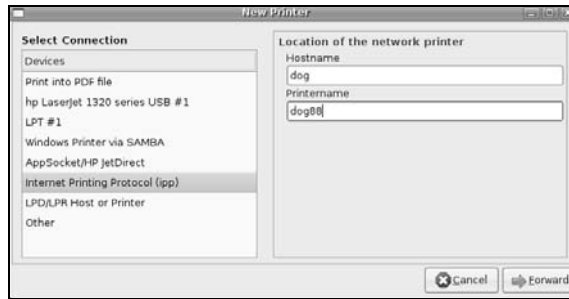 New Printer
Select Connection
Devices
Print into PDF file
hp LaserJet 1320 series USB #1
LPT #1
Windows Printer via SAMBA
AppSocket/HP JetDirect
Internet Printing Protocol (ipp)
LPD/LPR Host or Printer
Other
Location of the network printer
Hostname
dog
Printername
dog88
Cancel
Forward